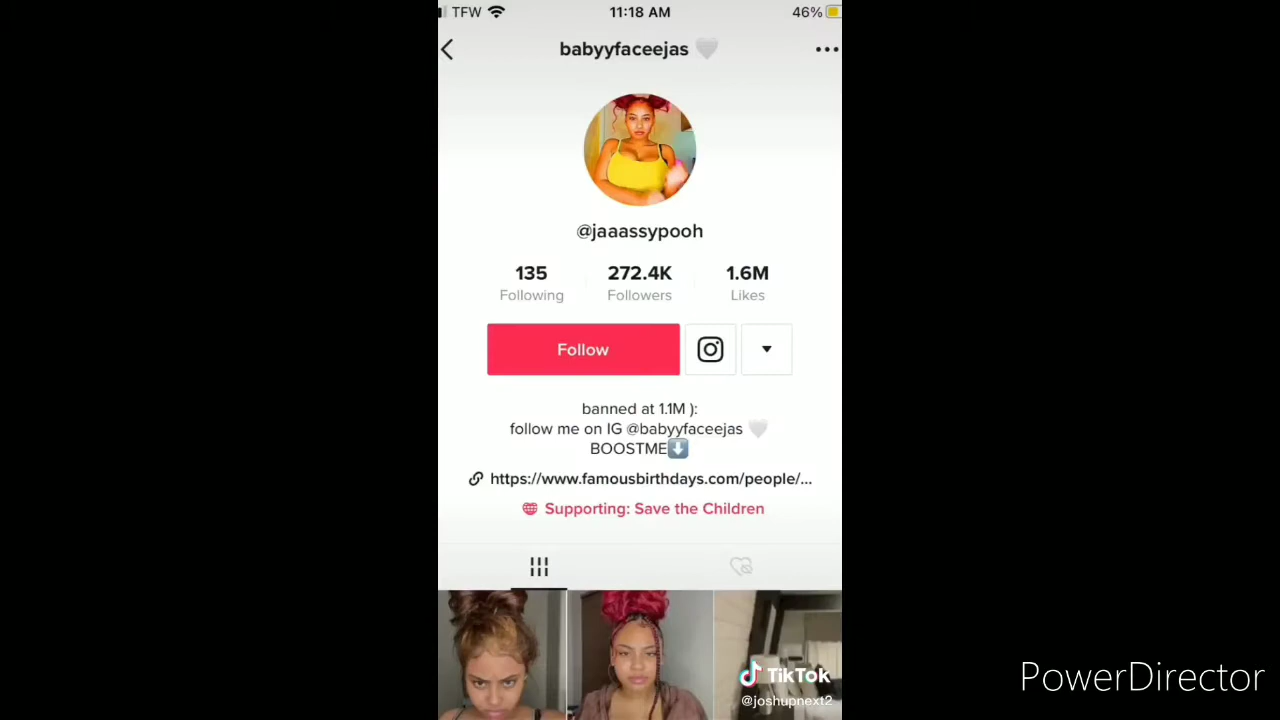 TFW 11:18 AM 46%
babyyfaceejas 🤍
@jaaassypooh
135 272.4K 1.6M
Following Followers Likes
Follow
banned at 1.1M ):
follow me on IG @babyyfaceejas 🤍
BOOSTME⬇️
https://www.famousbirthdays.com/people/...
Supporting: Save the Children
TikTok
@joshupnext2
PowerDirector